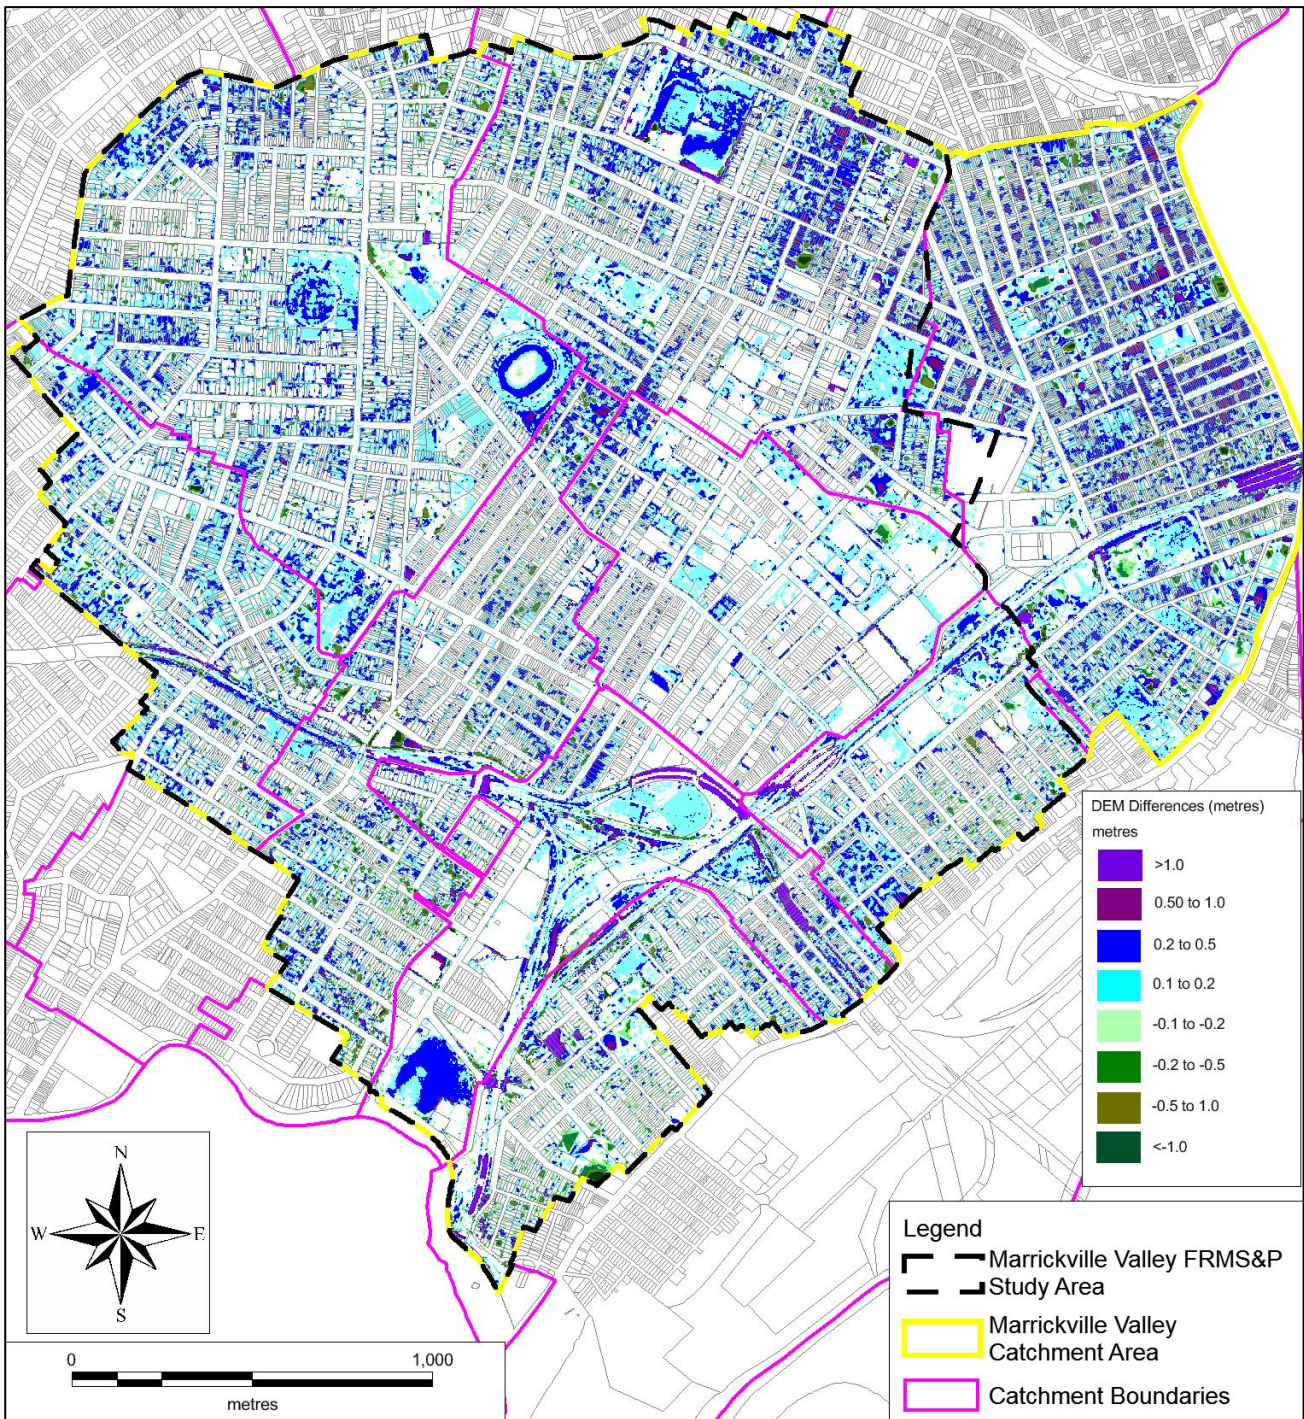 DEM Differences (metres)
metres
>1.0
0.50 to 1.0
0.2 to 0.5
0.1 to 0.2
-0.1 to -0.2
-0.2 to -0.5
-0.5 to 1.0
<-1.0
N
W E
S
0 1,000
metres
Legend
Marrickville Valley FRMS&P
Study Area
Marrickville Valley
Catchment Area
Catchment Boundaries